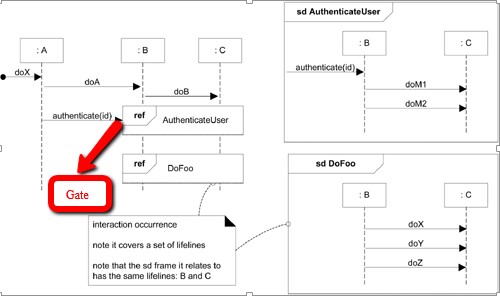 : A
: B
: C
doX
doA
doB
authenticate(id)
ref
AuthenticateUser
ref
DoFoo
Gate
interaction occurrence
note it covers a set of lifelines
note that the sd frame it relates to
has the same lifelines: B and C
sd AuthenticateUser
: B
: C
authenticate(id)
doM1
doM2
sd DoFoo
: B
: C
doX
doY
doZ